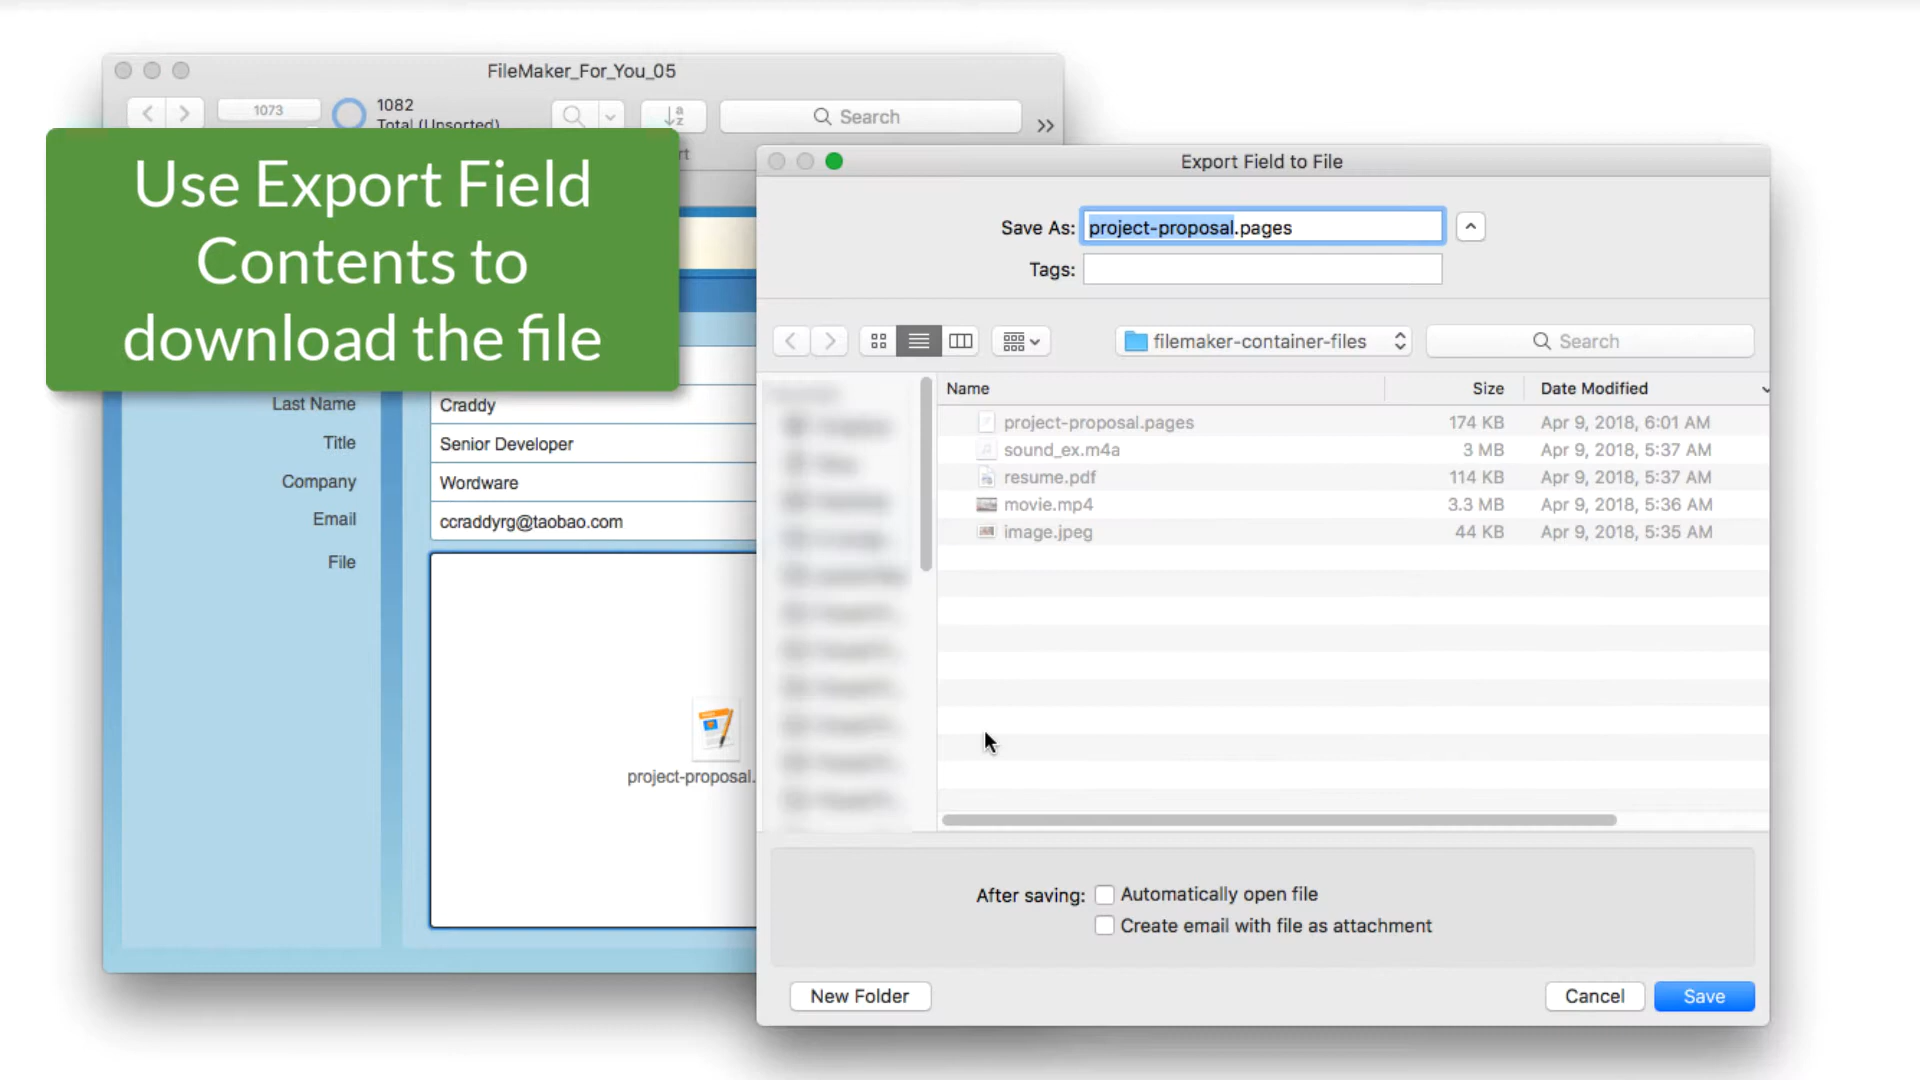 FileMaker_For_You_05
1073
1082
Total (Unsorted)
Search
Use Export Field
Contents to
download the file
Last Name
Craddy
Title
Senior Developer
Company
Wordware
Email
ccraddyrg@taobao.com
File
project-proposal.
Export Field to File
Save As:
project-proposal.pages
Tags:
filemaker-container-files
Search
Name Size Date Modified
project-proposal.pages 174 KB Apr 9, 2018, 6:01 AM
sound_ex.m4a 3 MB Apr 9, 2018, 5:37 AM
resume.pdf 114 KB Apr 9, 2018, 5:37 AM
movie.mp4 3.3 MB Apr 9, 2018, 5:36 AM
image.jpeg 44 KB Apr 9, 2018, 5:35 AM
After saving:
Automatically open file
Create email with file as attachment
New Folder
Cancel
Save